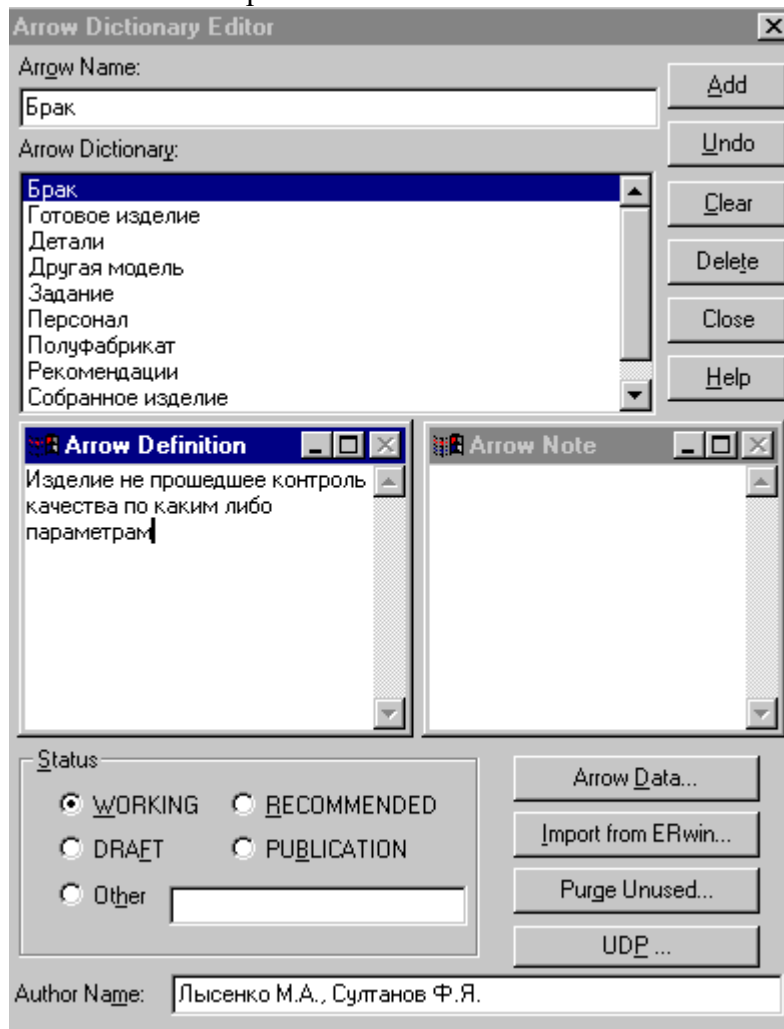 Arrow Dictionary Editor
Arrow Name:
Брак
Add
Arrow Dictionary:
Undo
Брак
Готовое изделие
Детали
Другая модель
Задание
Персонал
Полуфабрикат
Рекомендации
Собранное изделие
Clear
Delete
Close
Help
Arrow Definition
Изделие не прошедшее контроль
качества по каким либо
параметрам
Arrow Note
Status
WORKING RECOMMENDED
DRAFT PUBLICATION
Other
Arrow Data...
Import from ERwin...
Purge Unused...
UDP ...
Author Name: Лысенко М.А., Султанов Ф.Я.